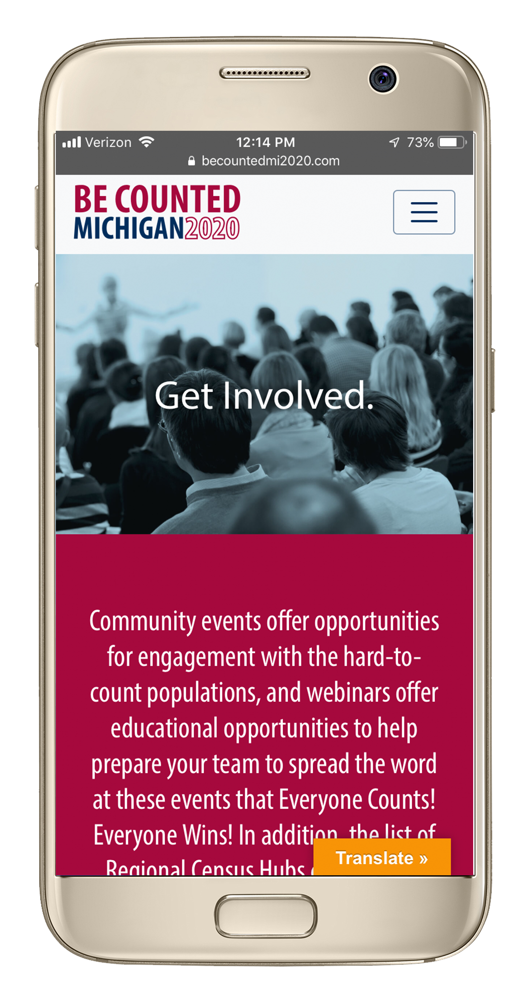 Verizon 12:14 PM 73%
becountedmi2020.com
BE COUNTED
MICHIGAN2020
Get Involved.
Community events offer opportunities
for engagement with the hard-to-
count populations, and webinars offer
educational opportunities to help
prepare your team to spread the word
at these events that Everyone Counts!
Everyone Wins! In addition, the list of
Regional Census Hubs
Translate »